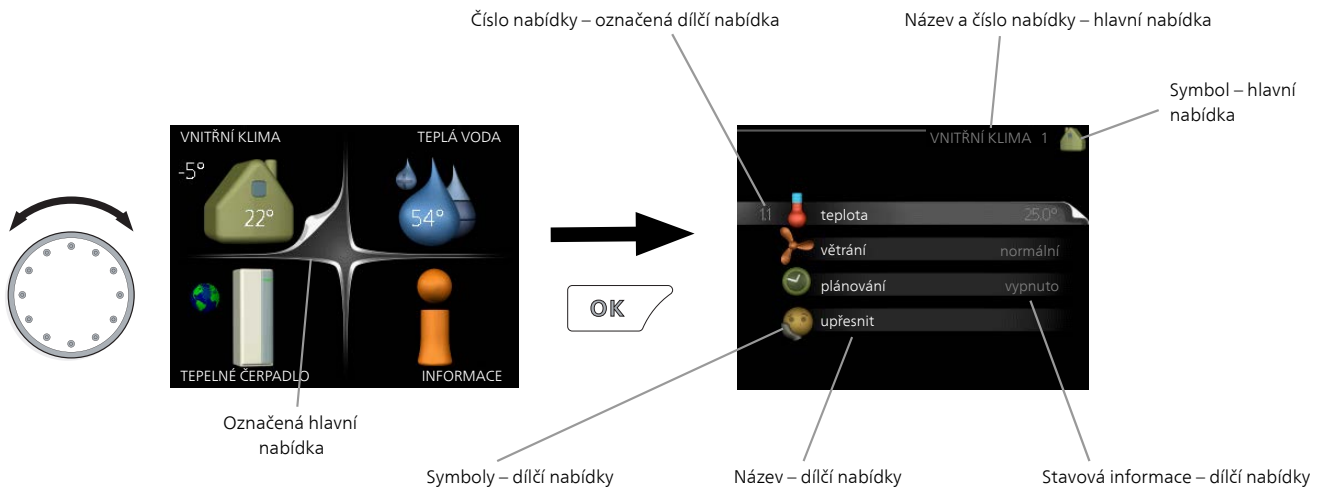 Číslo nabídky – označená dílčí nabídka
Název a číslo nabídky – hlavní nabídka
Symbol – hlavní
nabídka
VNITŘNÍ KLIMA
TEPLÁ VODA
-5°
22°
54°
TEPELNÉ ČERPADLO
INFORMACE
OK
VNITŘNÍ KLIMA 1
1.1 teplota 25.0°
větrání normální
plánování vypnuto
upřesnit
Označená hlavní
nabídka
Symboly – dílčí nabídky
Název – dílčí nabídky
Stavová informace – dílčí nabídky